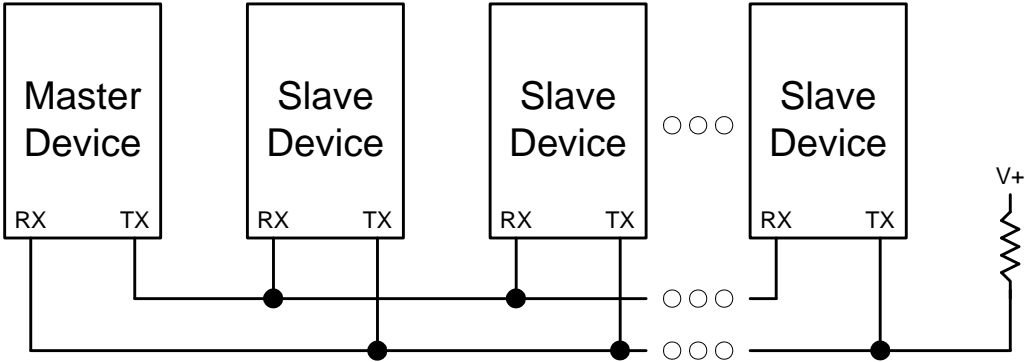 Master
Device
Slave
Device
Slave
Device
Slave
Device
RX TX
RX TX
RX TX
RX TX
V+